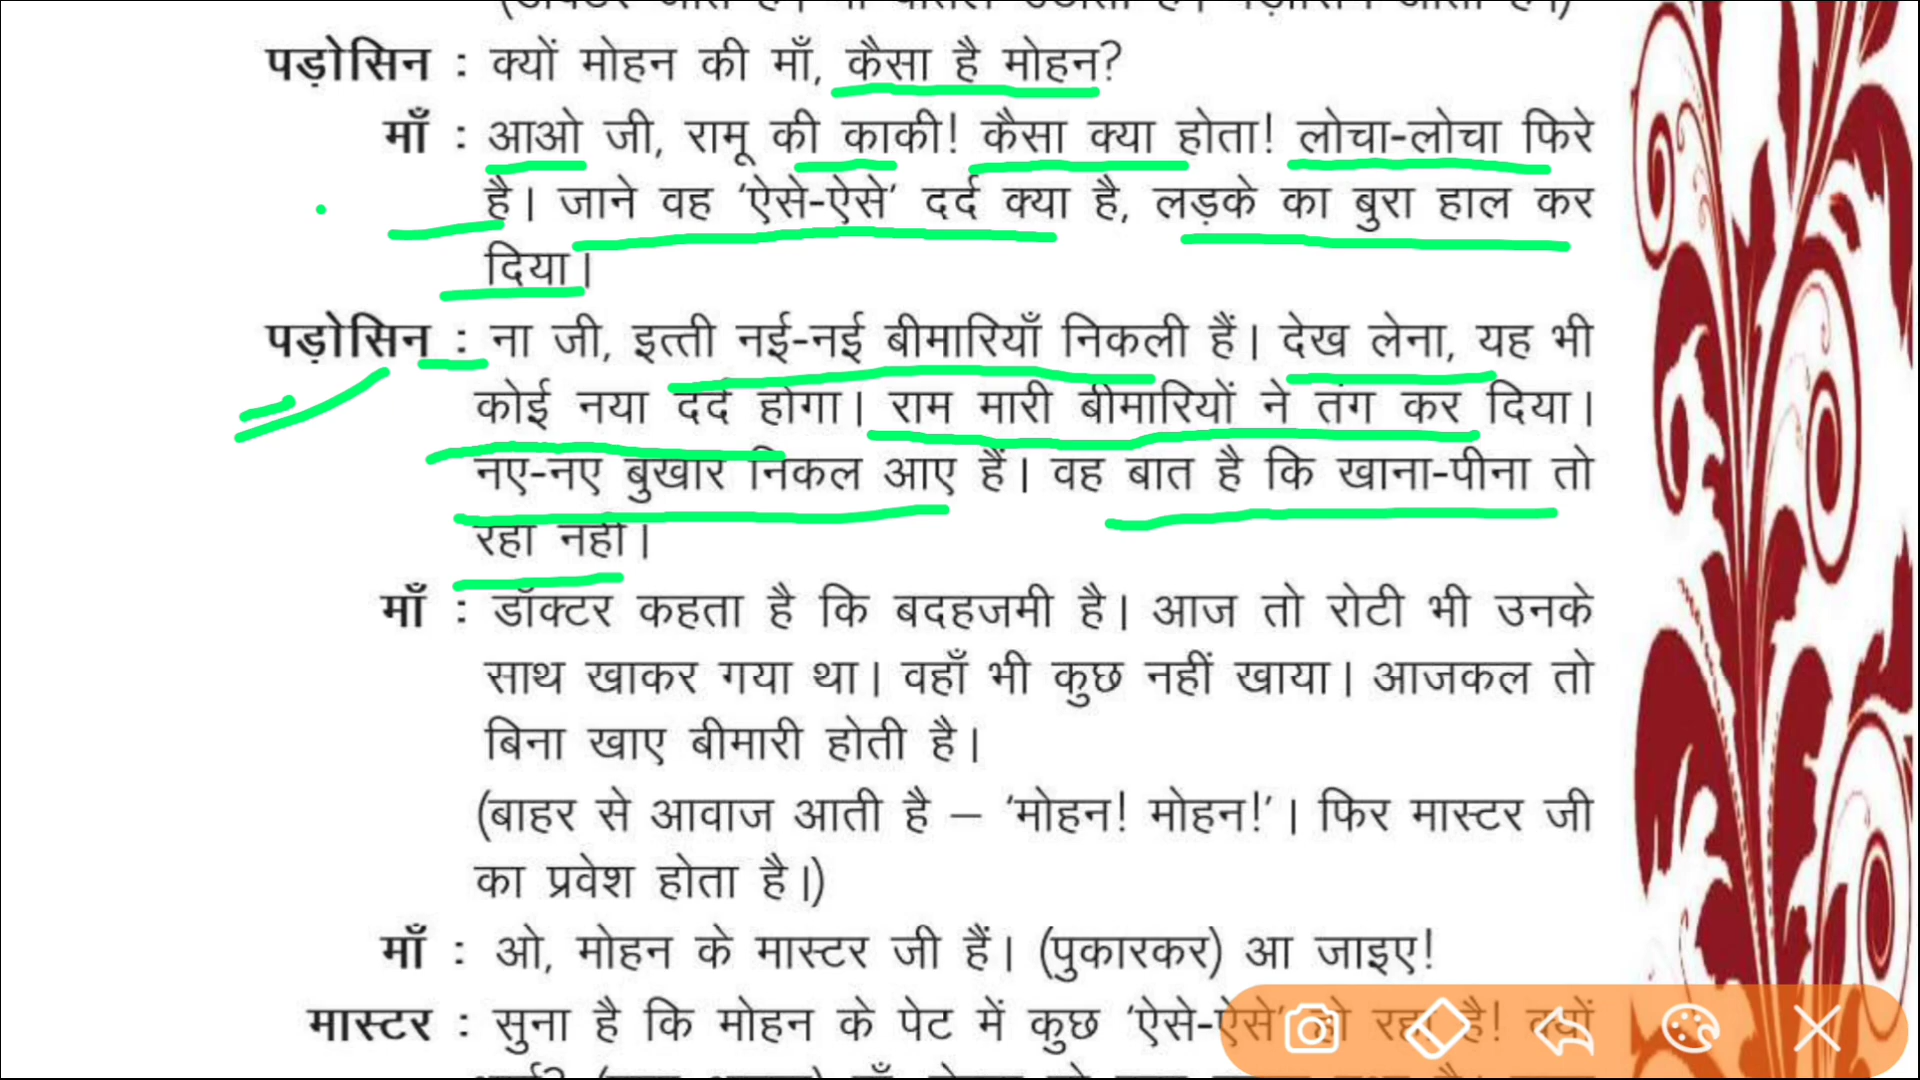 पड़ोसिन : क्यों मोहन की माँ, कैसा है मोहन?
माँ : आओ जी, रामू की काकी! कैसा क्या होता! लोचा-लोचा फिरे
है। जाने वह ‘ऐसे-ऐसे’ दर्द क्या है, लड़के का बुरा हाल कर
दिया।
पड़ोसिन : ना जी, इत्ती नई-नई बीमारियाँ निकली हैं। देख लेना, यह भी
कोई नया दर्द होगा। राम मारी बीमारियों ने तंग कर दिया।
नए-नए बुखार निकल आए हैं। वह बात है कि खाना-पीना तो
रहा नहीं।
माँ : डॉक्टर कहता है कि बदहजमी है। आज तो रोटी भी उनके
साथ खाकर गया था। वहाँ भी कुछ नहीं खाया। आजकल तो
बिना खाए बीमारी होती है।
(बाहर से आवाज आती है – ‘मोहन! मोहन!’। फिर मास्टर जी
का प्रवेश होता है।)
माँ : ओ, मोहन के मास्टर जी हैं। (पुकारकर) आ जाइए!
मास्टर : सुना है कि मोहन के पेट में कुछ ‘ऐसे-ऐसे’ हो रहा है! क्यों